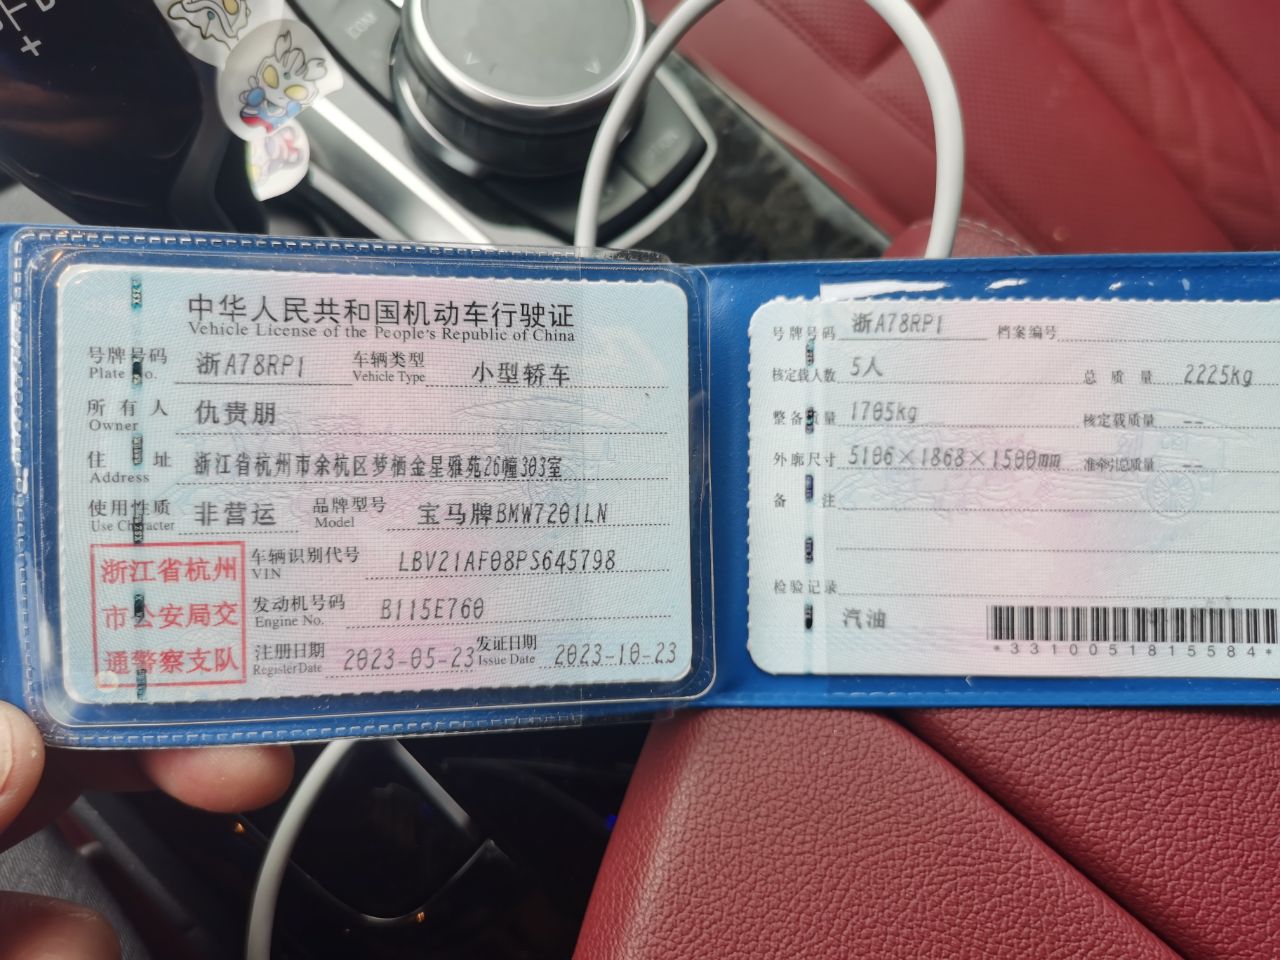 COM
中华人民共和国机动车行驶证
Vehicle License of the People's Republic of China
号牌号码 浙A78RP1 车辆类型 小型轿车
Plate No. Vehicle Type
所有人 仇贵朋
Owner
住址 浙江省杭州市余杭区梦栖金星雅苑26幢303室
Address
使用性质 非营运 品牌型号 宝马牌BMW7201LN
Use Character Model
浙江省杭州
市公安局交
通警察支队
车辆识别代号 LBV21AF08PS645798
VIN
发动机号码 B115E760
Engine No.
注册日期 2023-05-23 发证日期 2023-10-23
Register Date Issue Date
号牌号码 浙A78RP1 档案编号
核定载人数 5人 总质量 2225kg
整备质量 1705kg 核定载质量 --
外廓尺寸 5106×1868×1500mm 准牵引总质量 --
备注
检验记录
汽油
*3310051815584*